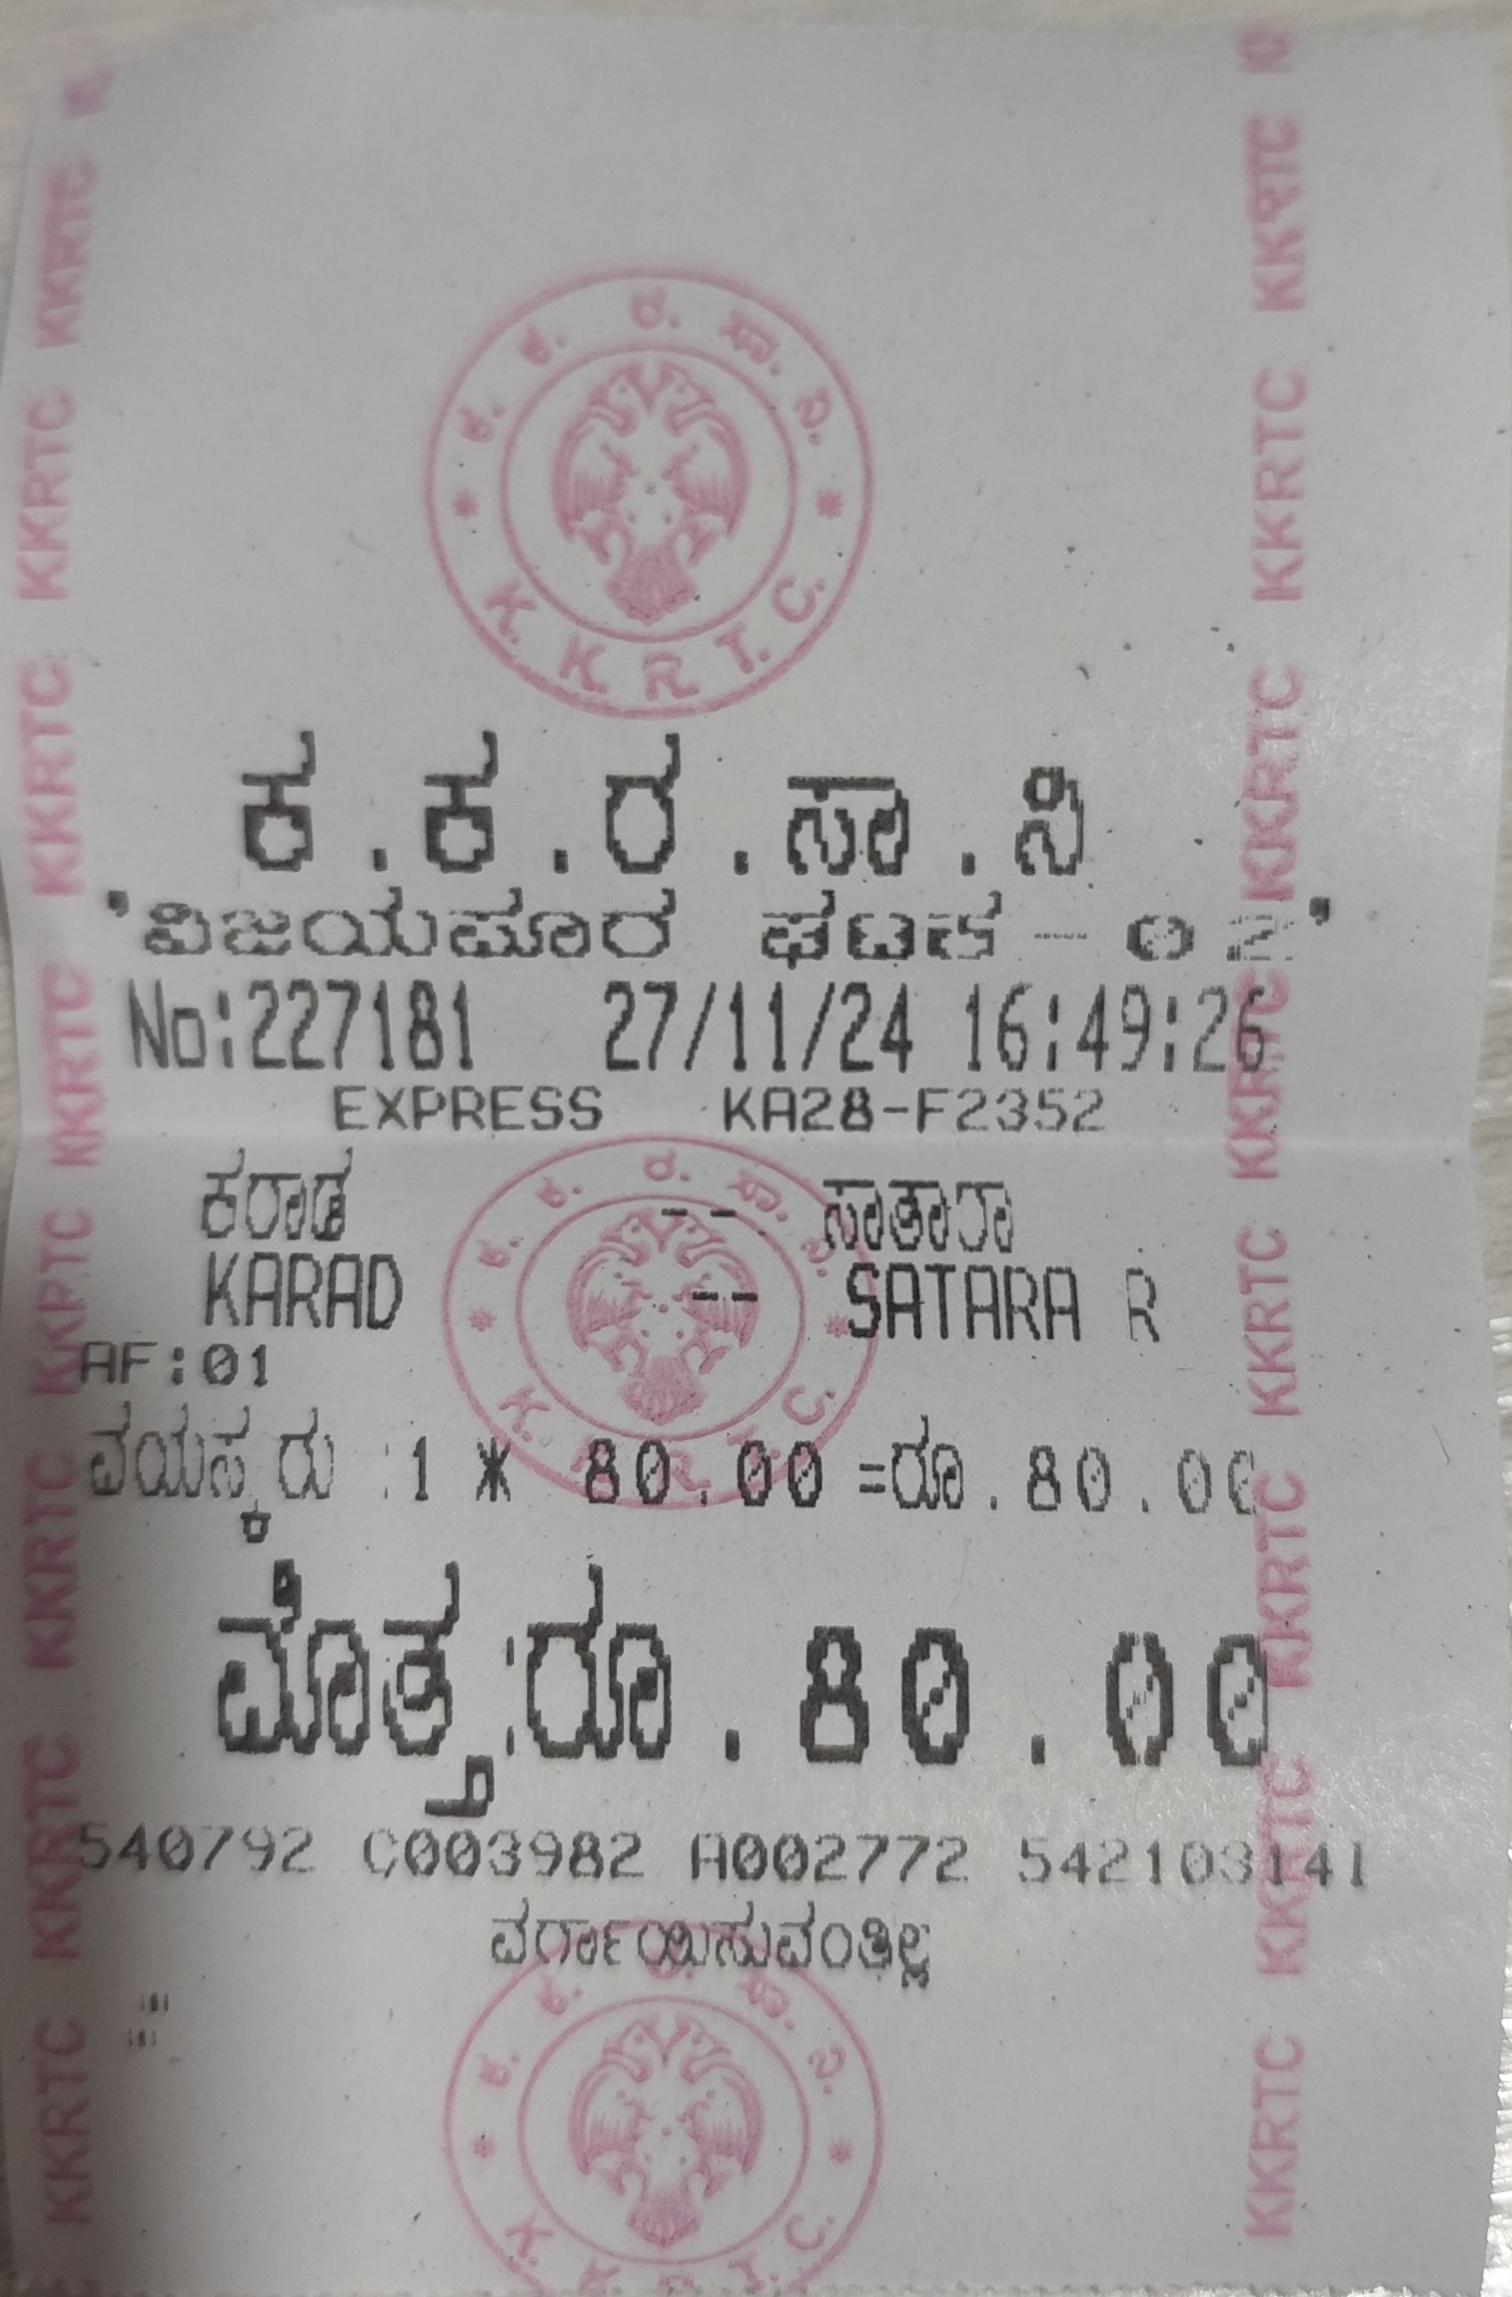 ಕ.ಕ.ರ.ಸಾ.ನಿ
'ವಿಜಯಪೂರ ಘಟಕ-02'
No:227181 27/11/24 16:49:26
EXPRESS KA28-F2352
ಕರಾಡ -- ಸಾತಾರಾ
KARAD -- SATARA R
AF:01
ವಯಸ್ಕರು :1 * 80.00 =ರೂ.80.00
ಮೊತ್ತ:ರೂ.80.00
540792 C003982 A002772 542103141
ವರ್ಗಾಯಿಸುವಂತಿಲ್ಲ
ಕ. ಕ. ರ. ಸಾ. ನಿ.
K. K. R. T. C.
KKRTC